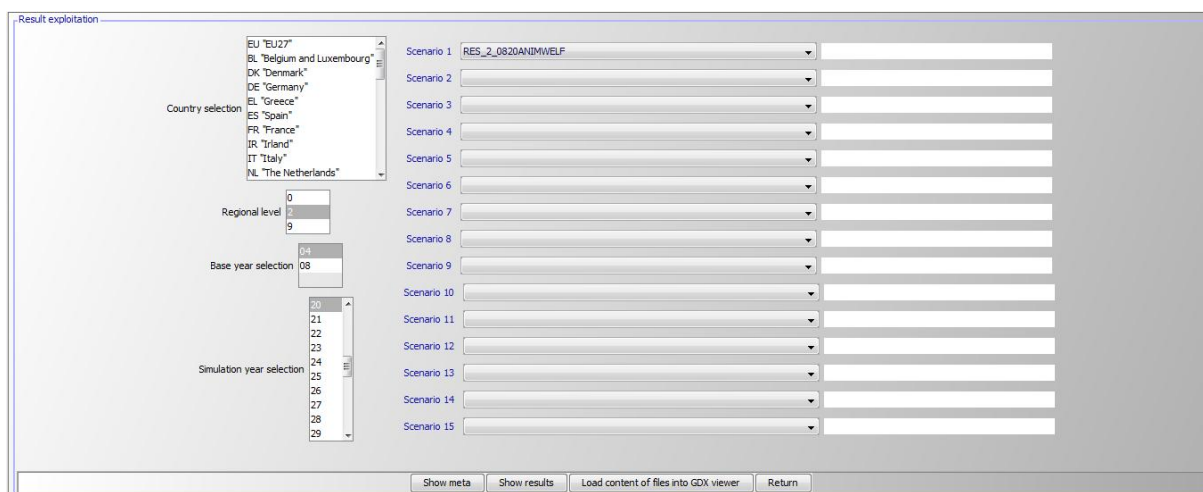 Result exploitation
Country selection
EU "EU27"
BL "Belgium and Luxembourg"
DK "Denmark"
DE "Germany"
EL "Greece"
ES "Spain"
FR "France"
IR "Irland"
IT "Italy"
NL "The Netherlands"
Regional level
0
2
9
Base year selection
04
08
Simulation year selection
20
21
22
23
24
25
26
27
28
29
Scenario 1 RES_2_0820ANIMWELF
Scenario 2
Scenario 3
Scenario 4
Scenario 5
Scenario 6
Scenario 7
Scenario 8
Scenario 9
Scenario 10
Scenario 11
Scenario 12
Scenario 13
Scenario 14
Scenario 15
Show meta Show results Load content of files into GDX viewer Return